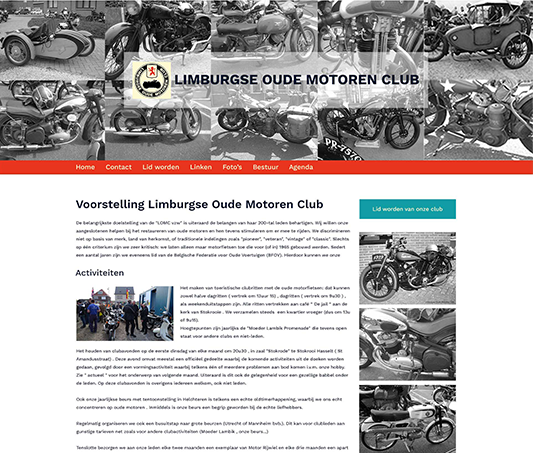 LIMBURGSE OUDE MOTOREN CLUB
Home Contact Lid worden Linken Foto's Bestuur Agenda
Voorstelling Limburgse Oude Motoren Club
Lid worden van onze club
De belangrijkste doelstelling van de "LOMC vzw" is uiteraard de belangen van haar 200-tal leden behartigen. Wij willen onze
aangeslotenen helpen bij het restaureren van oude motoren en hen tevens stimuleren om er mee te rijden. We discrimineren
niet op basis van merk, land van herkomst, of traditionele indelingen zoals "pioneer", "veteran", "vintage" of "classic". Slechts
op één criterium zijn we zeer kritisch: we laten alleen maar motorfietsen toe die voor (of in) 1965 gebouwd werden. Sedert
een aantal jaren zijn we eveneens lid van de Belgische Federatie voor Oude Voertuigen (BFOV). Hierdoor kunnen we onze
Activiteiten
Het maken van toeristische clubritten met de oude motorfietsen: dat kunnen
zowel halve dagritten ( vertrek om 13uur 15) , dagritten ( vertrek om 9u30 ) ,
als weekenduitstappen zijn. Alle ritten vertrekken aan café " De Jail " aan de
kerk van Stokrooie . We verzamelen steeds een kwartier vroeger (dus om 13u
of 9u15).
Hoogtepunten zijn jaarlijks de "Moeder Lambik Promenade" die tevens open
staat voor andere clubs en niet-leden.
Het houden van clubavonden op de eerste dinsdag van elke maand om 20u30 , in zaal "Stokrode" te Stokrooi Hasselt ( St
Amandusstraat) . Deze avond omvat meestal een officieel gedeelte waarbij de komende activiteiten uit de doeken worden
gedaan, gevolgd door een vormingsactiviteit waarbij telkens één of meerdere problemen aan bod komen i.v.m. onze hobby.
Zie " actueel " voor het onderwerp van volgende maand. Uiteraard is dit ook de gelegenheid voor een gezellige babbel onder
de leden. Op deze clubavonden is overigens iedereen welkom, ook niet leden.
Ook onze jaarlijkse beurs met tentoonstelling in Helchteren is telkens een echte oldtimerhappening, waarbij we ons echt
concentreren op oude motoren . Inmiddels is onze beurs een begrip geworden bij de echte liefhebbers.
Regelmatig organiseren we ook een busuitstap naar grote beurzen (Utrecht of Mannheim bvb.). Dit kan voor clubleden aan
gunstige tarieven net zoals voor andere clubactiviteiten (Moeder Lambik , onze beurs...)
Tenslotte bezorgen we aan onze leden elke twee maanden een exemplaar van Motor Rijwiel en elke drie maanden een apart